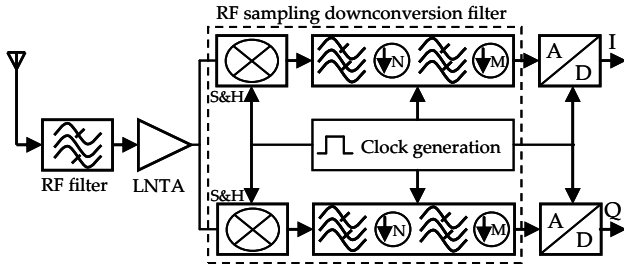 RF sampling downconversion filter
N
M
A
D
I
S&H
Clock generation
RF filter
LNTA
S&H
N
M
A
D
Q